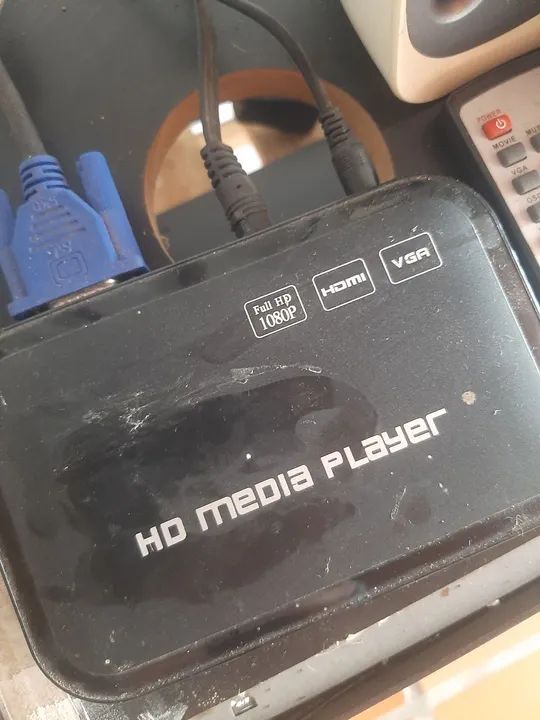 POWER
MOVIE
VGA
Full HD
1080P
HDMI
VGA
HD MEDIA PLAYER